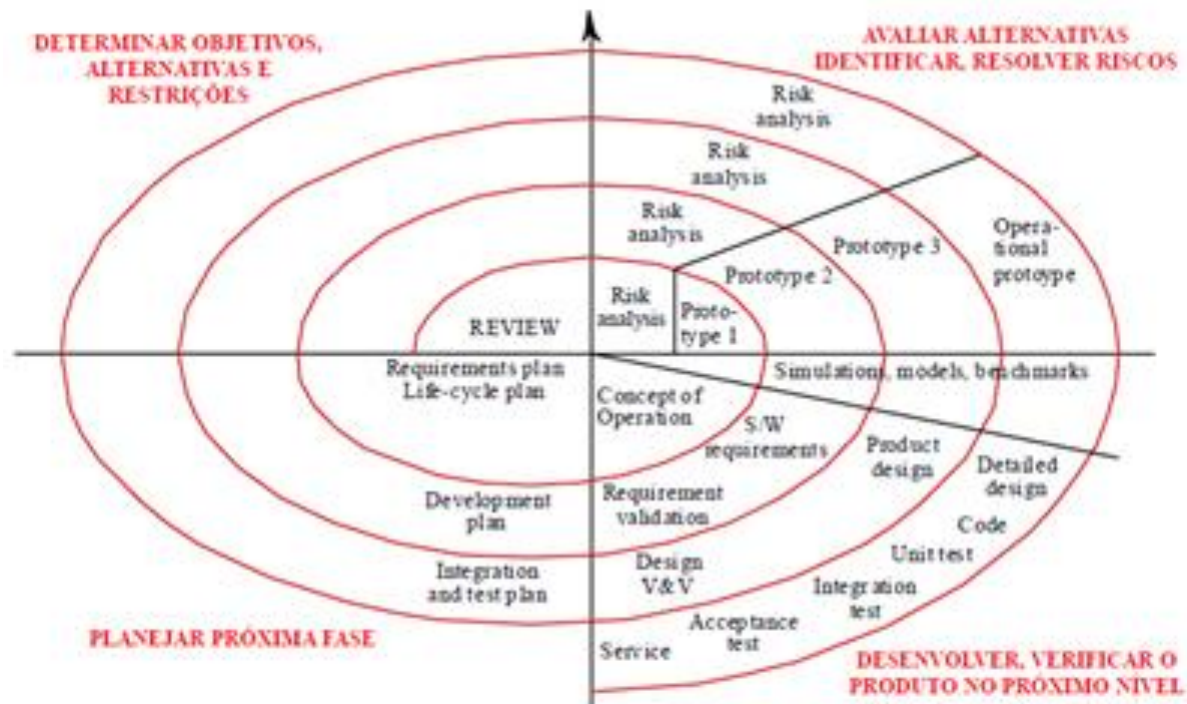 DETERMINAR OBJETIVOS,
ALTERNATIVAS E
RESTRIÇÕES
AVALIAR ALTERNATIVAS
IDENTIFICAR, RESOLVER RISCOS
Risk
analysis
Risk
analysis
Risk
analysis
Risk
analysis
Proto-
type 1
Prototype 2
Prototype 3
Opera-
tional
protoype
REVIEW
Requirements plan
Life-cycle plan
Development
plan
Integration
and test plan
Concept of
Operation
Simulations, models, benchmarks
S/W
requirements
Requirement
validation
Product
design
Design
V&V
Detailed
design
Code
Unit test
Integration
test
Acceptance
test
Service
PLANEJAR PRÓXIMA FASE
DESENVOLVER, VERIFICAR O
PRODUTO NO PRÓXIMO NÍVEL